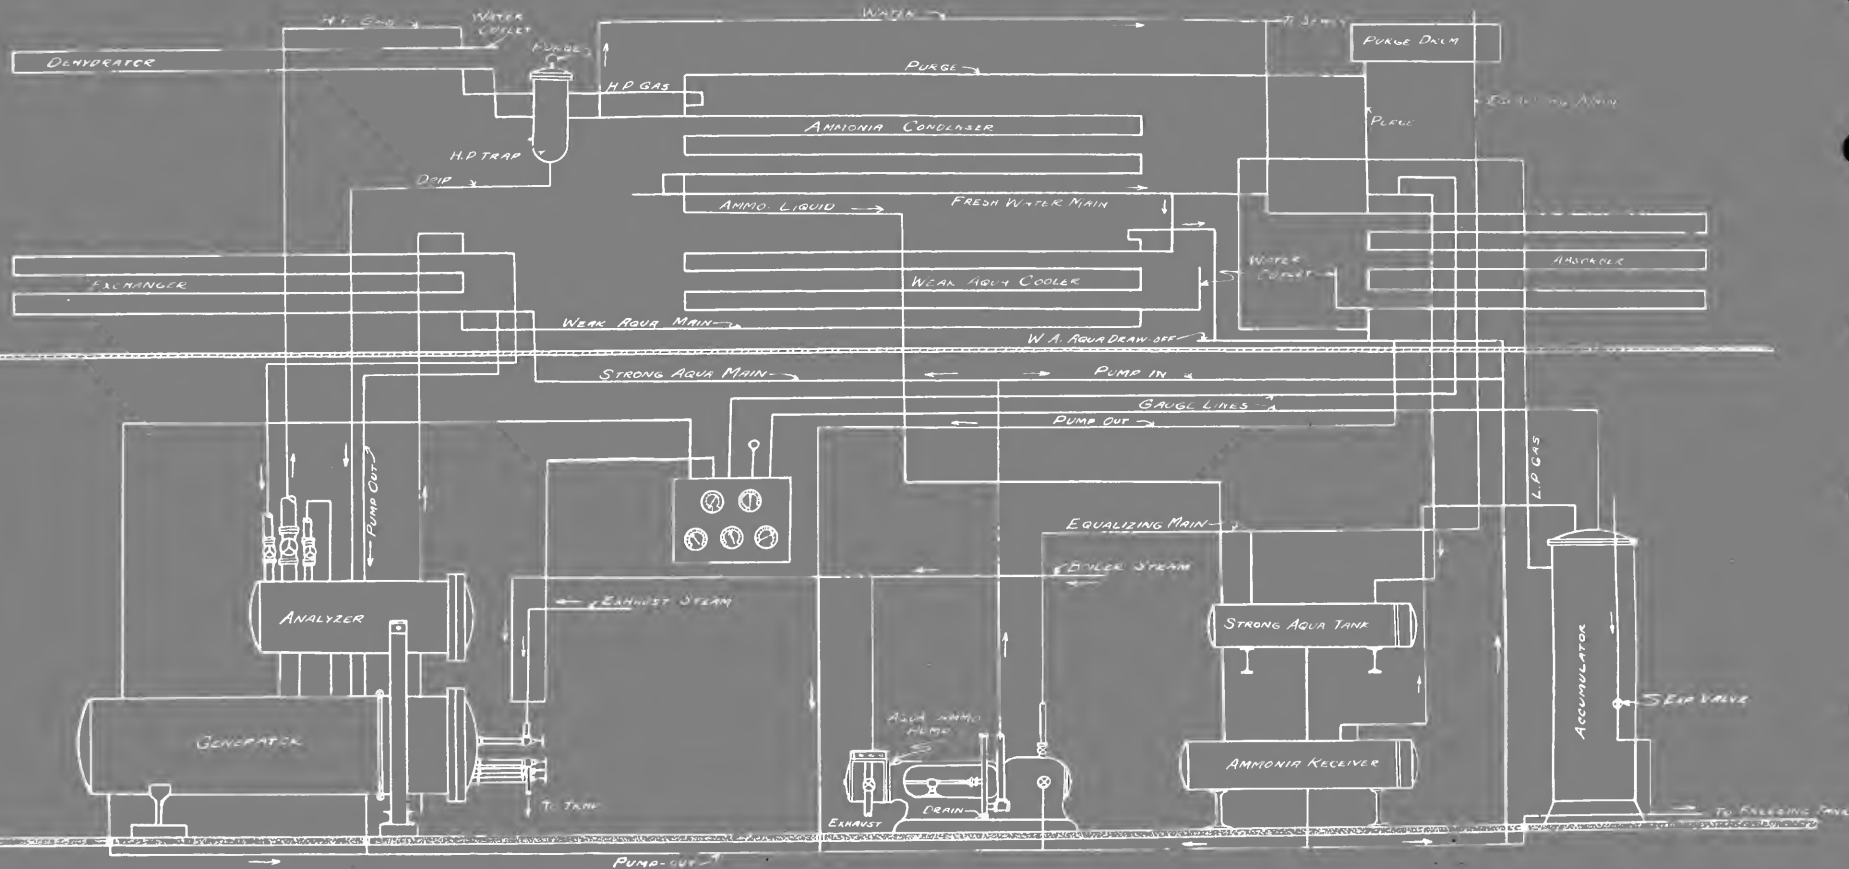 H.P. GAS
WATER
OUTLET
WATER
TO SEWER
PURGE DRUM
PURGE
DEHYDRATER
PURGE
H P GAS
EQUALIZING MAIN
AMMONIA CONDENSER
PURGE
H.P TRAP
DRIP
AMMO. LIQUID
FRESH WATER MAIN
EXCHANGER
WEAK AQUA COOLER
WATER
OUTLET
ABSORBER
WEAK AQUA MAIN
W A. AQUA DRAW-OFF
STRONG AQUA MAIN
PUMP IN
GAUGE LINES
PUMP OUT
PUMP OUT
L.P GAS
EQUALIZING MAIN
BOILER STEAM
EXHAUST STEAM
ANALYZER
STRONG AQUA TANK
ACCUMULATOR
EXP VALVE
GENERATOR
AQUA AMMO
PUMP
AMMONIA RECEIVER
TO TANK
EXHAUST
DRAIN
TO FREEZING TANK
PUMP-OUT